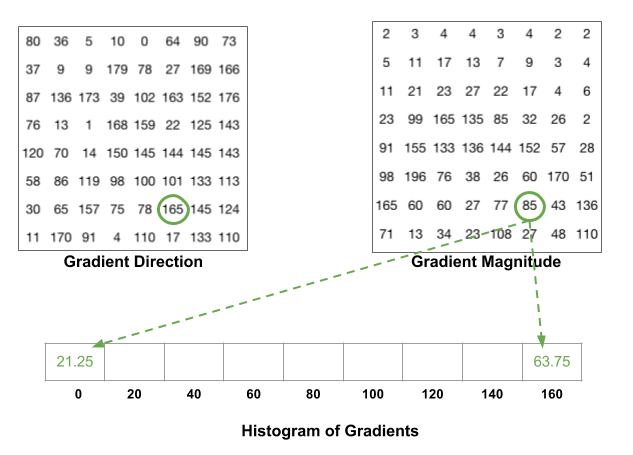 80 36 5 10 0 64 90 73
37 9 9 179 78 27 169 166
87 136 173 39 102 163 152 176
76 13 1 168 159 22 125 143
120 70 14 150 145 144 145 143
58 86 119 98 100 101 133 113
30 65 157 75 78 165 145 124
11 170 91 4 110 17 133 110
Gradient Direction
2 3 4 4 3 4 2 2
5 11 17 13 7 9 3 4
11 21 23 27 22 17 4 6
23 99 165 135 85 32 26 2
91 155 133 136 144 152 57 28
98 196 76 38 26 60 170 51
165 60 60 27 77 85 43 136
71 13 34 23 108 27 48 110
Gradient Magnitude
21.25 63.75
0 20 40 60 80 100 120 140 160
Histogram of Gradients